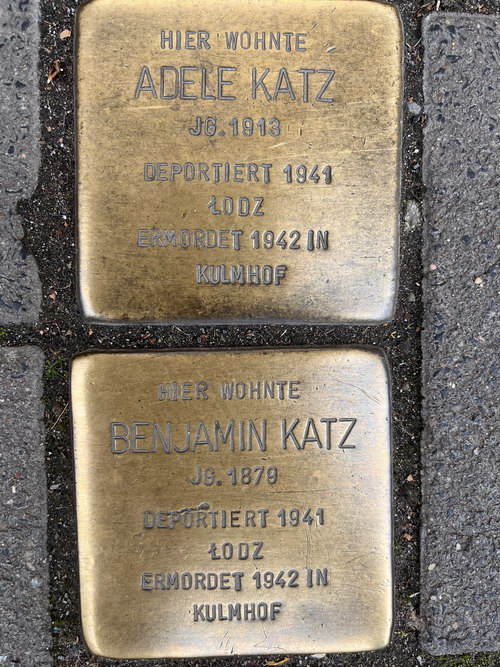 HIER WOHNTE
ADELE KATZ
JG. 1913
DEPORTIERT 1941
ŁODZ
ERMORDET 1942 IN
KULMHOF
HIER WOHNTE
BENJAMIN KATZ
JG. 1879
DEPORTIERT 1941
ŁODZ
ERMORDET 1942 IN
KULMHOF